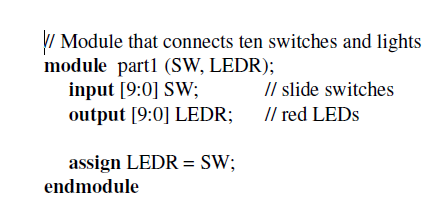 // Module that connects ten switches and lights
module part1 (SW, LEDR);
input [9:0] SW; // slide switches
output [9:0] LEDR; // red LEDs
assign LEDR = SW;
endmodule